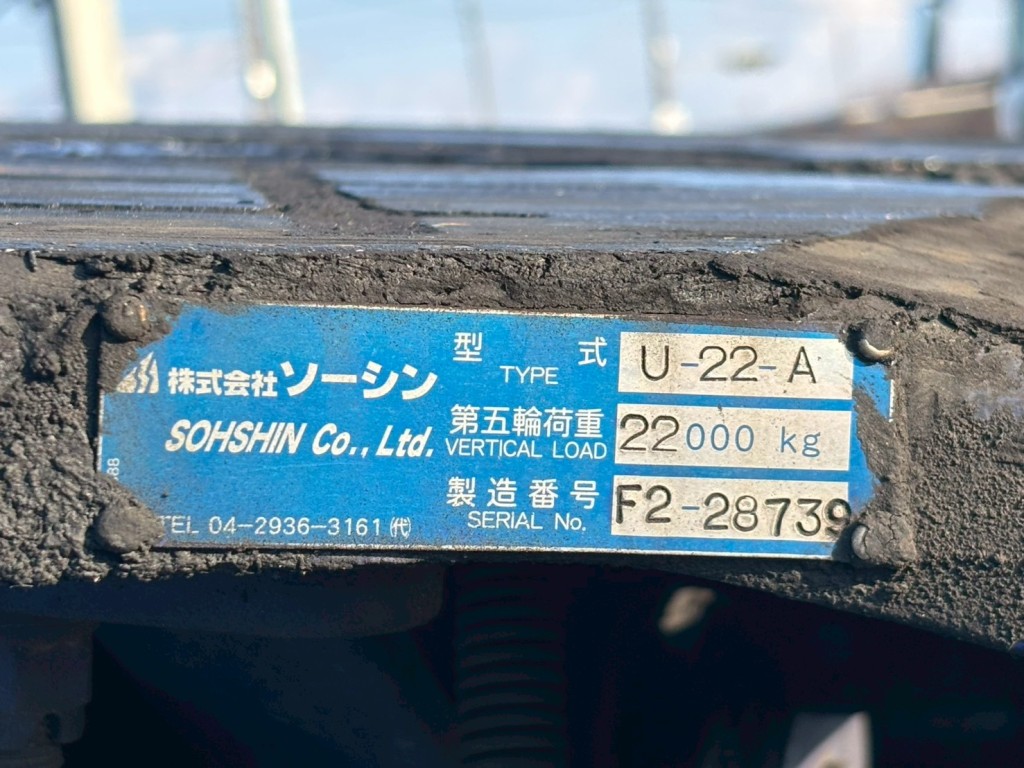 株式会社ソーシン
SOHSHIN Co., Ltd.
型式 U-22-A
TYPE
第五輪荷重 22000 kg
VERTICAL LOAD
製造番号 F2-28739
SERIAL No.
88
TEL 04-2936-3161 (代)